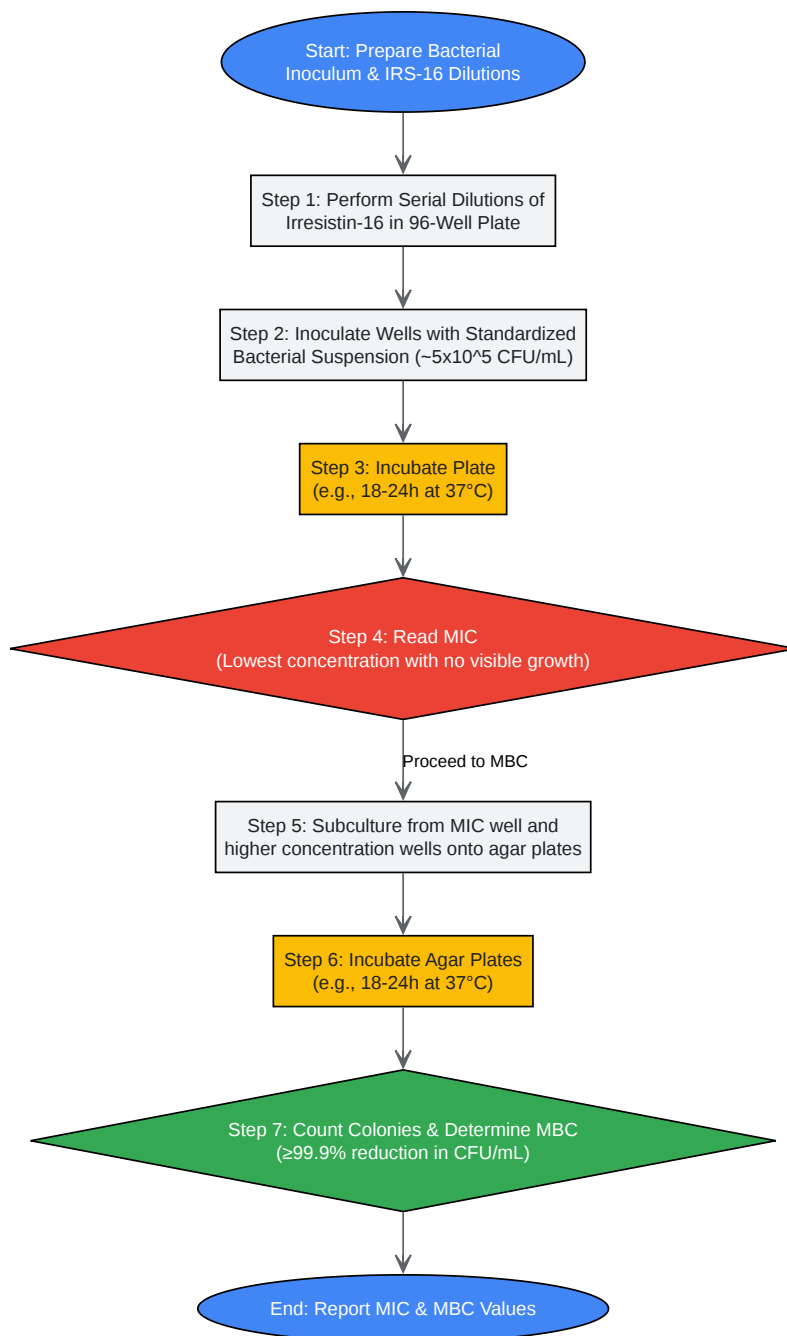 Start: Prepare Bacterial
Inoculum & IRS-16 Dilutions
Step 1: Perform Serial Dilutions of
Irresistin-16 in 96-Well Plate
Step 2: Inoculate Wells with Standardized
Bacterial Suspension (~5x10^5 CFU/mL)
Step 3: Incubate Plate
(e.g., 18-24h at 37°C)
Step 4: Read MIC
(Lowest concentration with no visible growth)
Proceed to MBC
Step 5: Subculture from MIC well and
higher concentration wells onto agar plates
Step 6: Incubate Agar Plates
(e.g., 18-24h at 37°C)
Step 7: Count Colonies & Determine MBC
(≥99.9% reduction in CFU/mL)
End: Report MIC & MBC Values